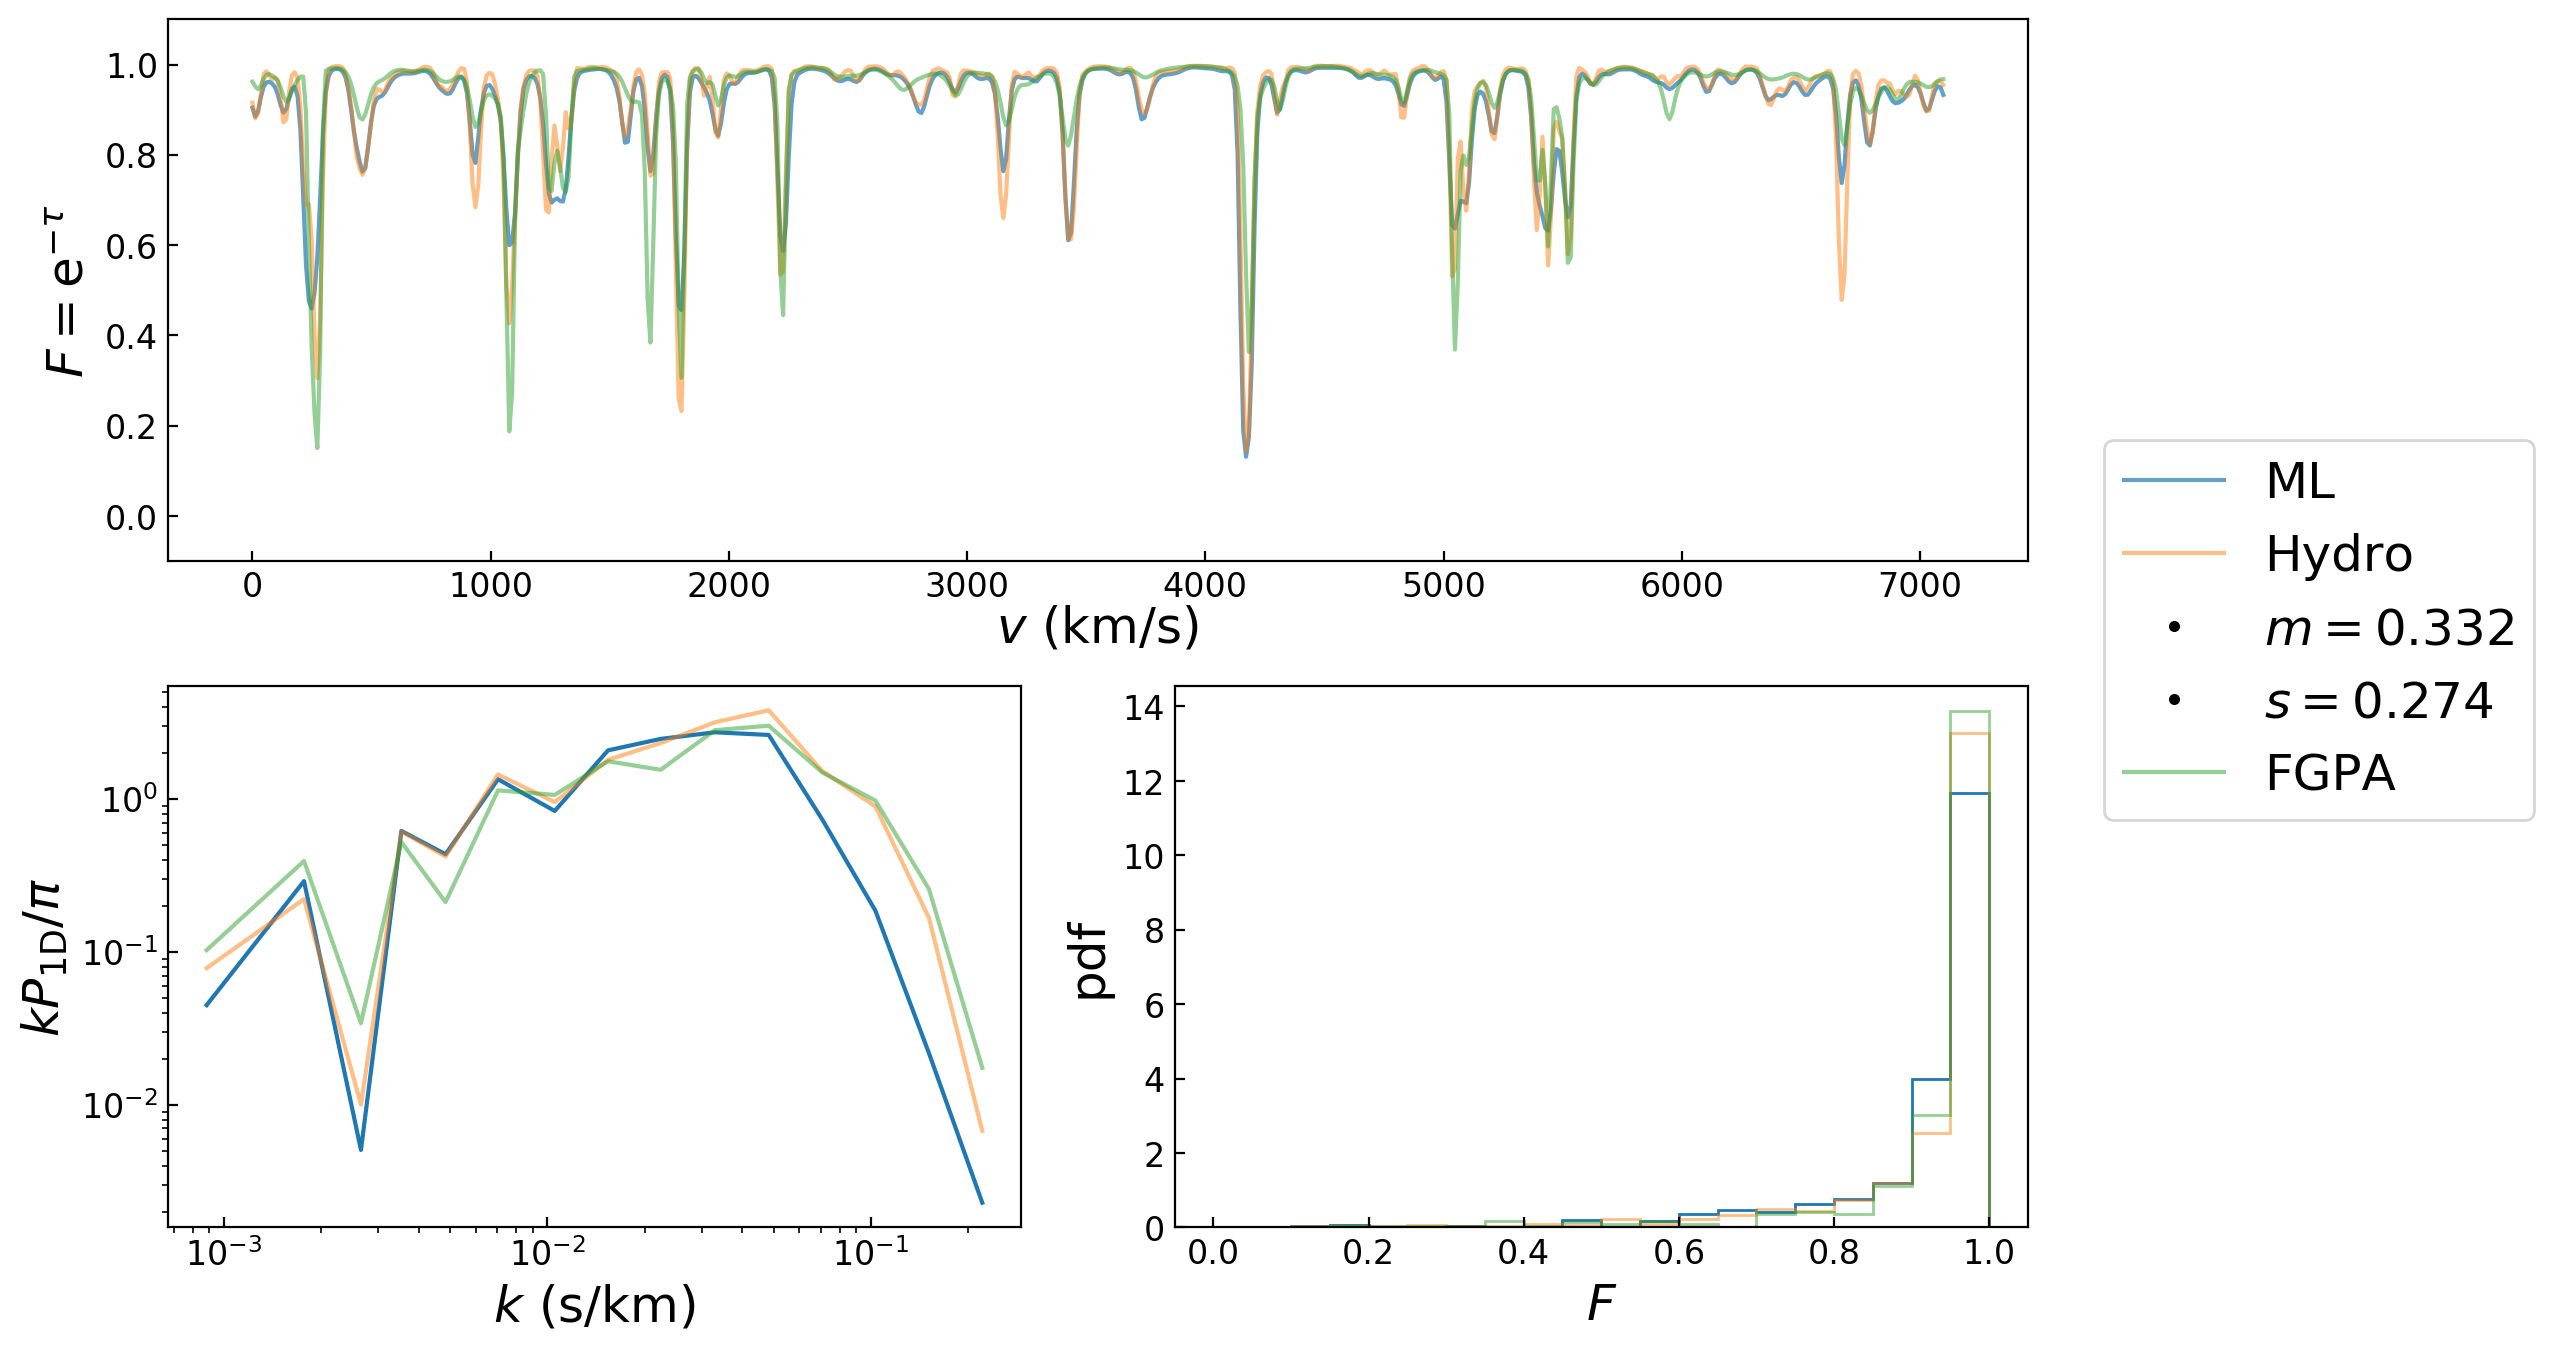 F = e^{−τ}
1.0
0.8
0.6
0.4
0.2
0.0
0 1000 2000 3000 4000 5000 6000 7000
v (km/s)
ML
Hydro
m = 0.332
s = 0.274
FGPA
kP_{1D}/π
10^0
10^{−1}
10^{−2}
10^{−3} 10^{−2} 10^{−1}
k (s/km)
pdf
14
12
10
8
6
4
2
0
0.0 0.2 0.4 0.6 0.8 1.0
F